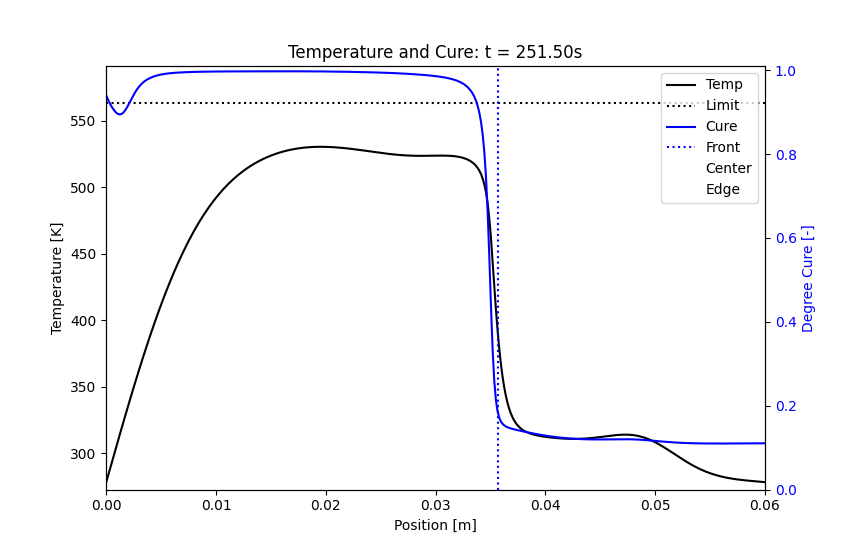 Temperature and Cure: t = 251.50s
Temp
Limit
Cure
Front
Center
Edge
Temperature [K]
550
500
450
400
350
300
Degree Cure [-]
1.0
0.8
0.6
0.4
0.2
0.0
0.00 0.01 0.02 0.03 0.04 0.05 0.06
Position [m]